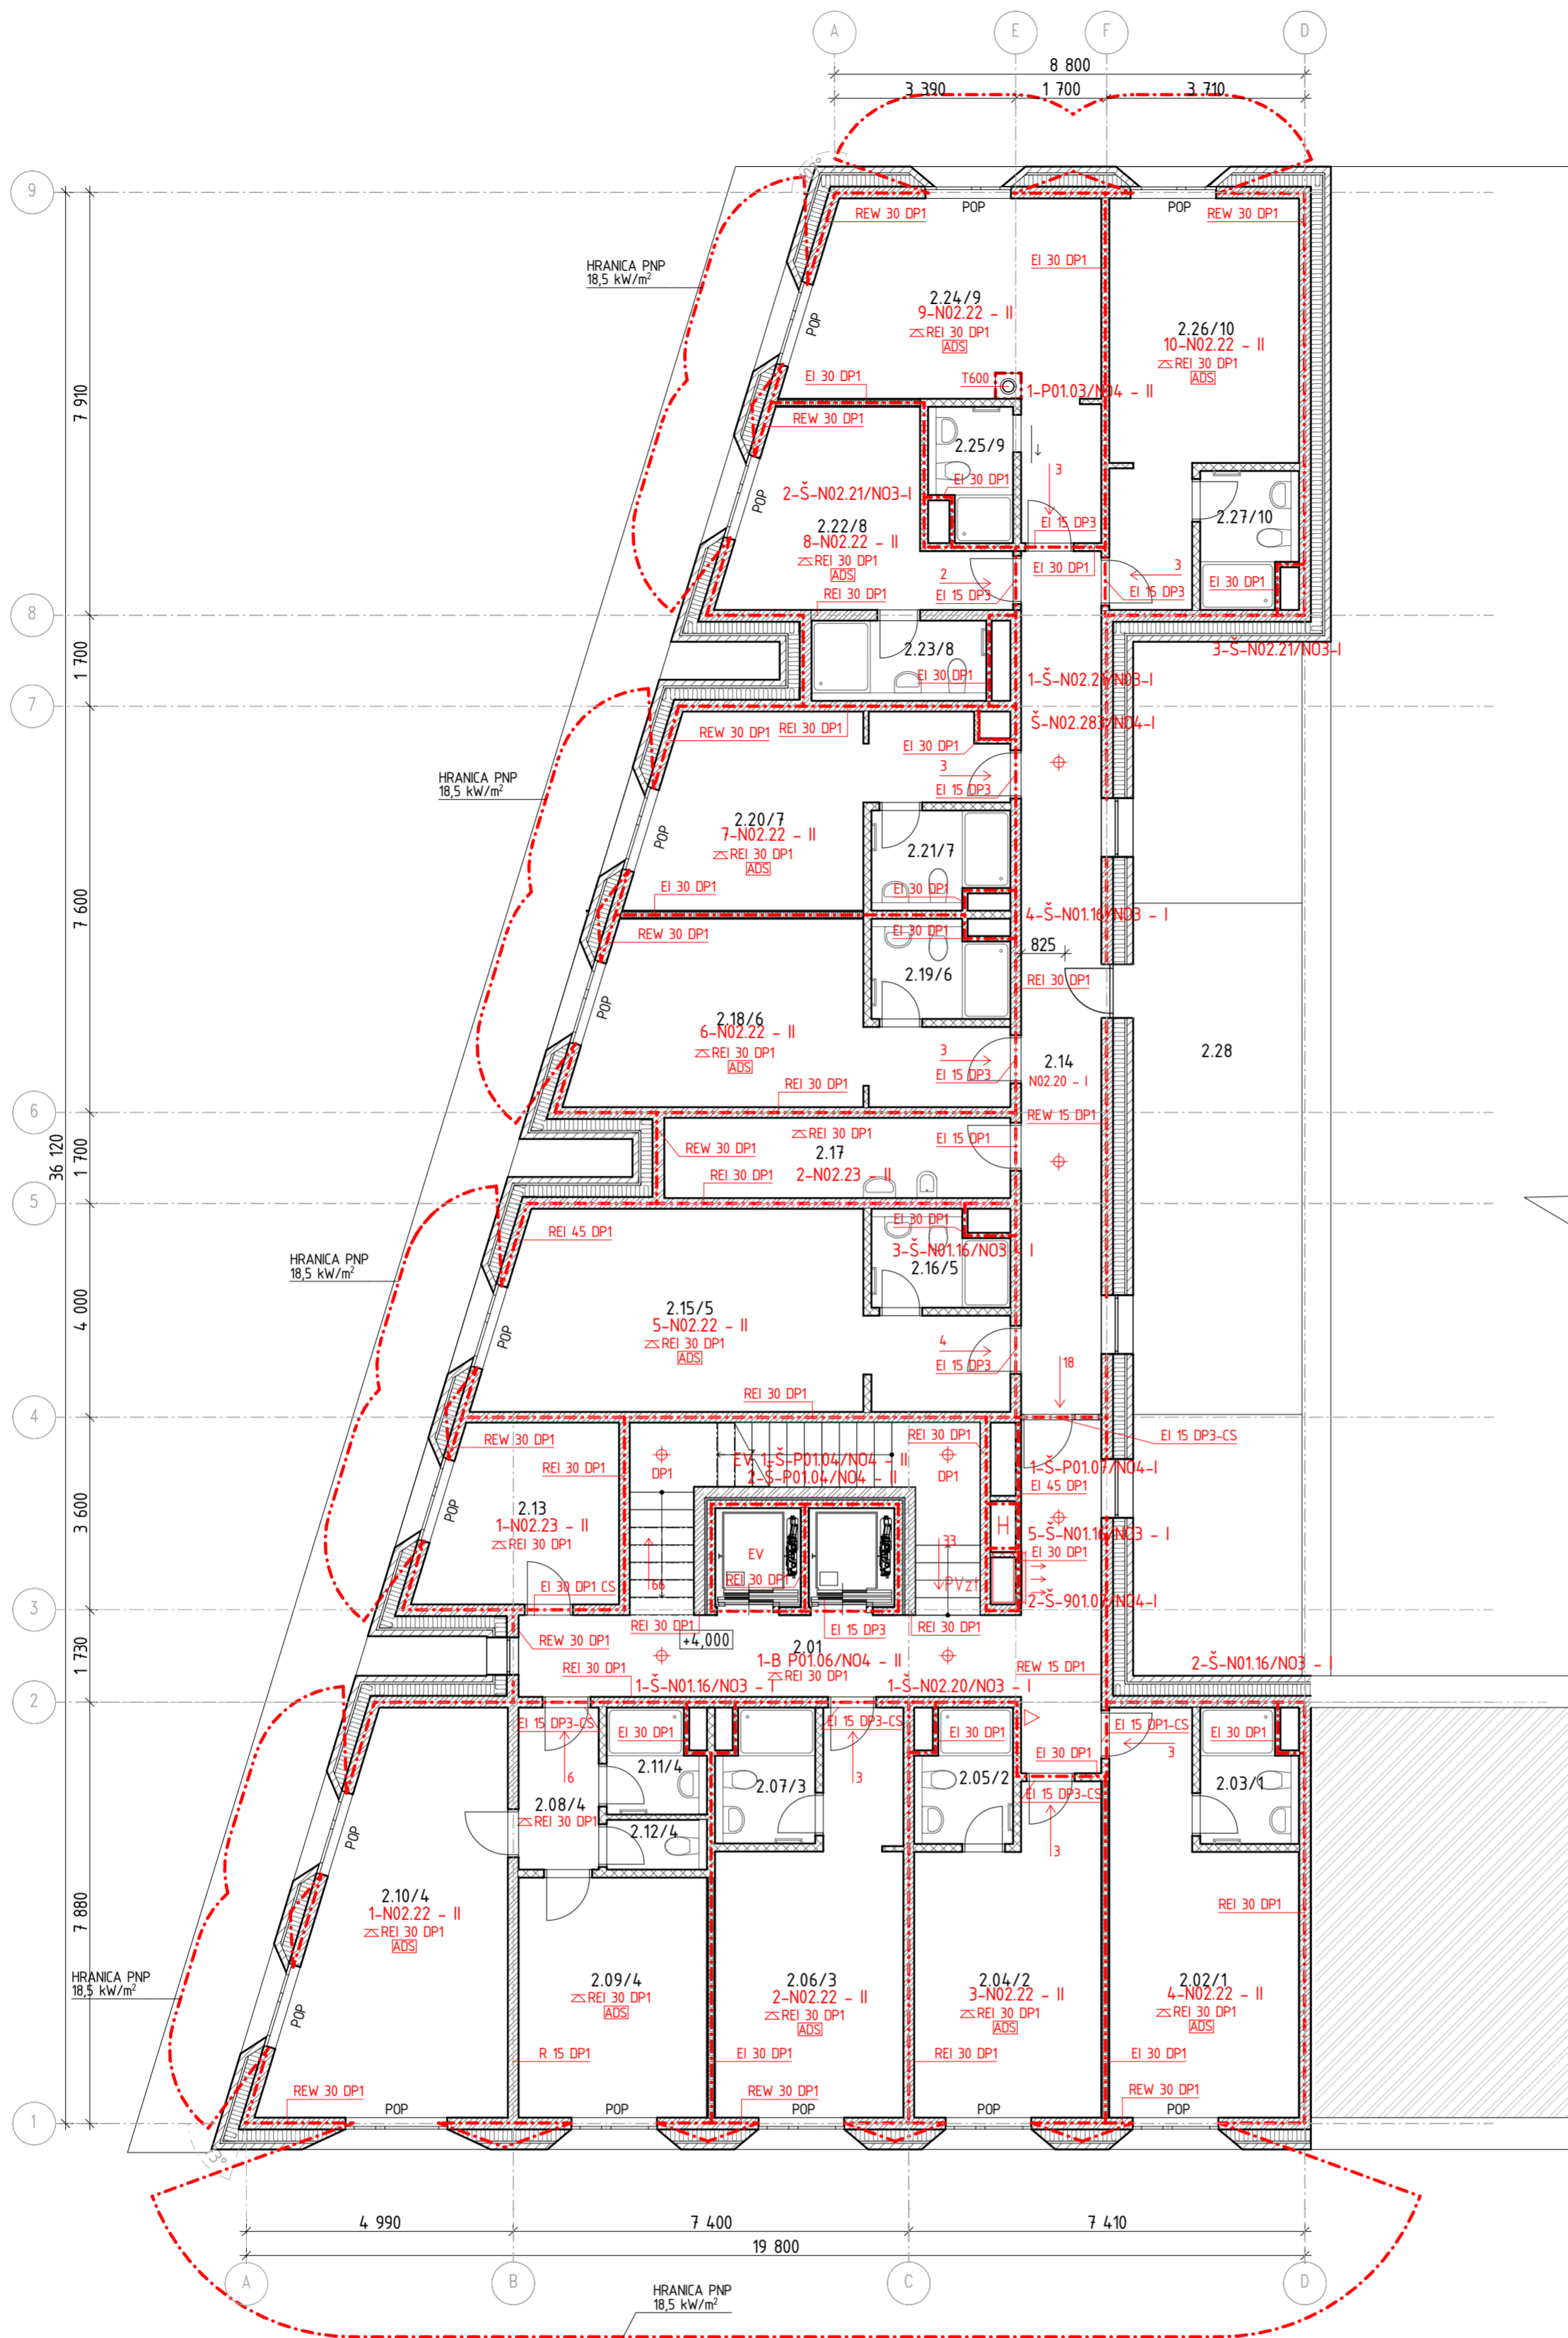 A
E
F
D
8 800
3 390
1 700
3 710
9
POP
POP
REW 30 DP1
REW 30 DP1
EI 30 DP1
HRANICA PNP
18,5 kW/m²
2.24/9
9-N02.22 - II
REI 30 DP1
ADS
POP
2.26/10
10-N02.22 - II
REI 30 DP1
ADS
T600
1-P01.03/N04 - II
EI 30 DP1
7 910
REW 30 DP1
2.25/9
3
EI 30 DP1
2-Š-N02.21/NO3-I
POP
2.22/8
8-N02.22 - II
REI 30 DP1
ADS
2.27/10
EI 15 DP3
EI 30 DP1
3
2
EI 15 DP3
EI 15 DP3
EI 30 DP1
REI 30 DP1
8
1 700
2.23/8
EI 30 DP1
3-Š-N02.21/NO3-I
1-Š-N02.21/N03-I
7
Š-N02.283/NO4-I
REW 30 DP1
REI 30 DP1
EI 30 DP1
3
EI 15 DP3
HRANICA PNP
18,5 kW/m²
2.20/7
7-N02.22 - II
REI 30 DP1
ADS
POP
2.21/7
EI 30 DP1
EI 30 DP1
7 600
4-Š-N01.16/NO3 - I
REW 30 DP1
EI 30 DP1
825
2.19/6
REI 30 DP1
POP
2.18/6
6-N02.22 - II
REI 30 DP1
ADS
3
EI 15 DP3
2.14
N02.20 - I
2.28
REI 30 DP1
REW 15 DP1
6
36 120
1 700
REI 30 DP1
EI 15 DP1
2.17
REW 30 DP1
2-N02.23 - II
REI 30 DP1
5
REI 45 DP1
EI 30 DP1
3-Š-N01.16/NO3 - I
2.16/5
HRANICA PNP
18,5 kW/m²
4 000
2.15/5
5-N02.22 - II
REI 30 DP1
ADS
POP
4
EI 15 DP3
18
REI 30 DP1
4
REW 30 DP1
REI 30 DP1
EI 15 DP3-CS
REI 30 DP1
DP1
EV 1-Š-P01.04/NO4 - II
2-Š-P01.04/NO4 - II
DP1
1-Š-P01.07/NO4-I
EI 45 DP1
3 600
POP
2.13
1-N02.23 - II
REI 30 DP1
H
5-Š-N01.16/NO3 - I
EV
33
EI 30 DP1
REI 30 DP1
66
PVzt
2-Š-901.07/NO4-I
EI 30 DP1 CS
3
REI 30 DP1
EI 15 DP3
REI 30 DP1
1 730
REW 30 DP1
+4,000
2.01
1-B P01.06/NO4 - II
REI 30 DP1
REI 30 DP1
REW 15 DP1
2-Š-N01.16/NO3 - I
1-Š-N01.16/NO3 - I
1-Š-N02.20/NO3 - I
2
EI 15 DP3-CS
EI 30 DP1
EI 15 DP3-CS
EI 30 DP1
EI 15 DP1-CS
EI 30 DP1
3
EI 30 DP1
6
2.11/4
2.07/3
3
2.05/2
2.03/1
EI 15 DP3-CS
2.08/4
REI 30 DP1
2.12/4
3
POP
7 880
2.10/4
1-N02.22 - II
REI 30 DP1
ADS
REI 30 DP1
HRANICA PNP
18,5 kW/m²
2.09/4
REI 30 DP1
ADS
2.06/3
2-N02.22 - II
REI 30 DP1
ADS
2.04/2
3-N02.22 - II
REI 30 DP1
ADS
2.02/1
4-N02.22 - II
REI 30 DP1
ADS
POP
R 15 DP1
EI 30 DP1
REI 30 DP1
EI 30 DP1
REW 30 DP1
REW 30 DP1
REW 30 DP1
POP
POP
POP
POP
POP
1
4 990
7 400
7 410
19 800
A
B
C
D
HRANICA PNP
18,5 kW/m²